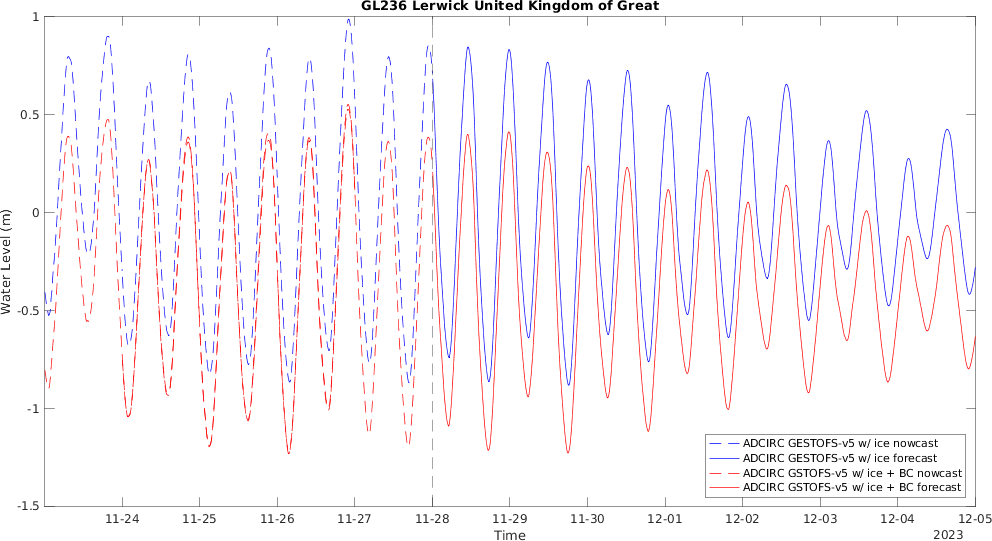 GL236 Lerwick United Kingdom of Great
1
0.5
0
-0.5
-1
-1.5
Water Level (m)
ADCIRC GESTOFS-v5 w/ ice nowcast
ADCIRC GESTOFS-v5 w/ ice forecast
ADCIRC GSTOFS-v5 w/ ice + BC nowcast
ADCIRC GSTOFS-v5 w/ ice + BC forecast
11-24 11-25 11-26 11-27 11-28 11-29 11-30 12-01 12-02 12-03 12-04 12-05
Time
2023